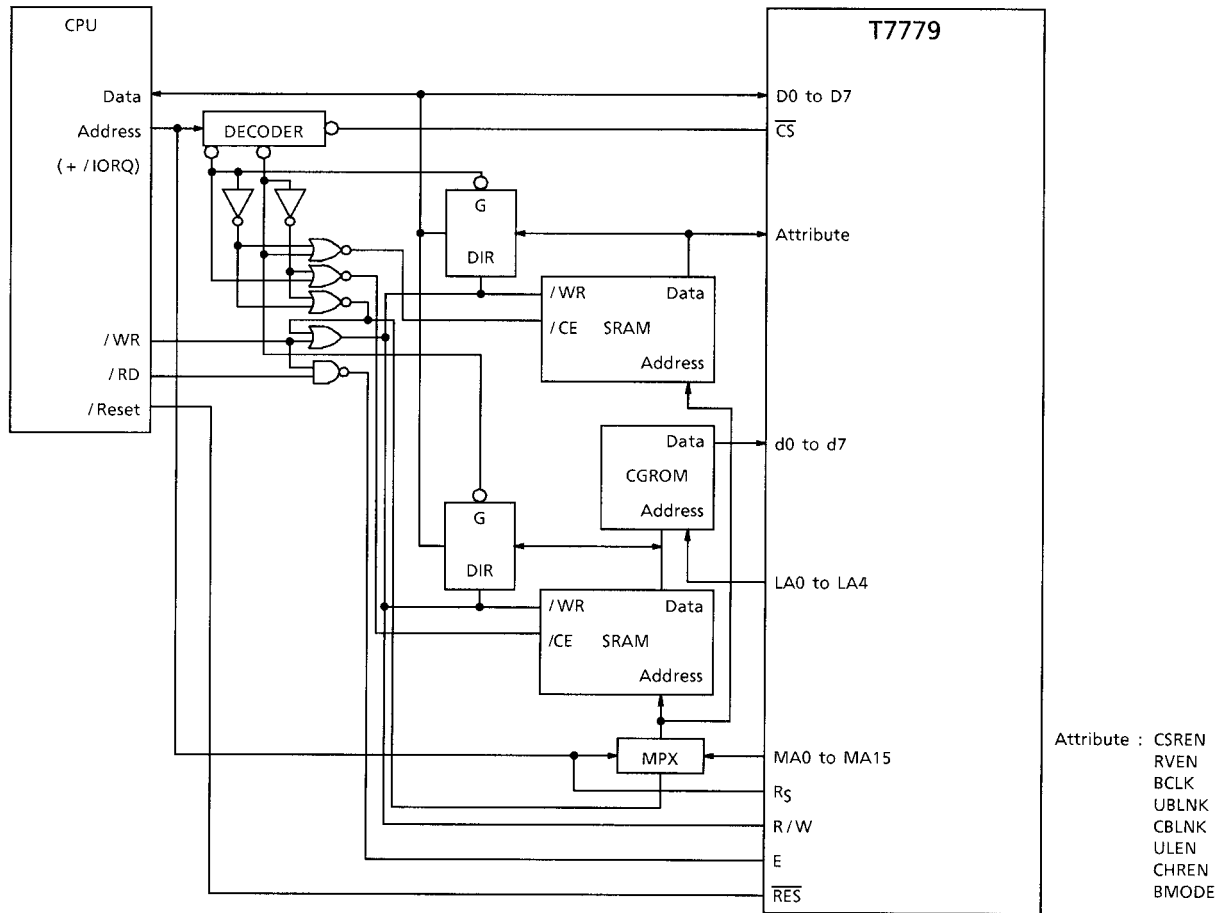 CPU
T7779
Data
D0 to D7
Address
DECODER
CS
(+ /IORQ)
G
DIR
Attribute
/WR
Data
/CE
SRAM
Address
/WR
/RD
/Reset
Data
d0 to d7
CGROM
Address
G
DIR
LA0 to LA4
/WR
Data
/CE
SRAM
Address
MPX
MA0 to MA15
RS
R/W
E
RES
Attribute : CSREN
RVEN
BCLK
UBLNK
CBLNK
ULEN
CHREN
BMODE